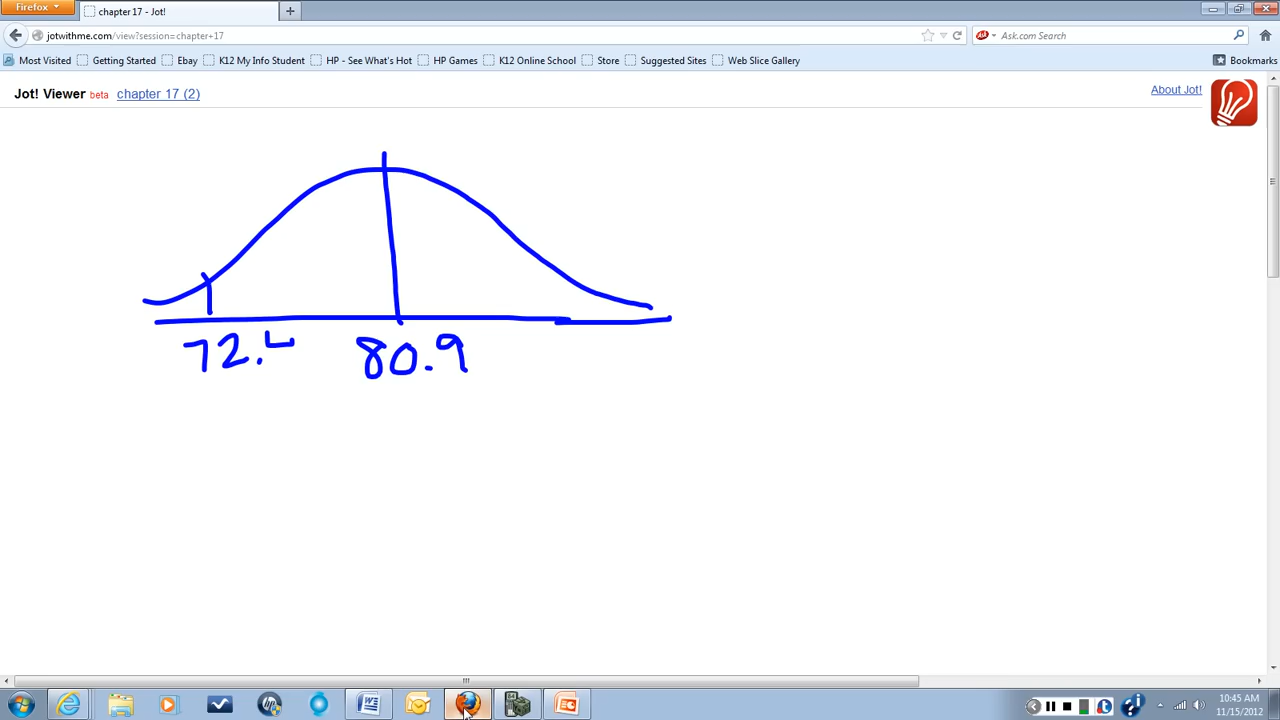 Firefox
chapter 17 - Jot!
jotwithme.com/view?session=chapter+17
Ask.com Search
Most Visited Getting Started Ebay K12 My Info Student HP - See What's Hot HP Games K12 Online School Store Suggested Sites Web Slice Gallery Bookmarks
Jot! Viewer beta chapter 17 (2) About Jot!
72.4 80.9
10:45 AM
11/15/2012